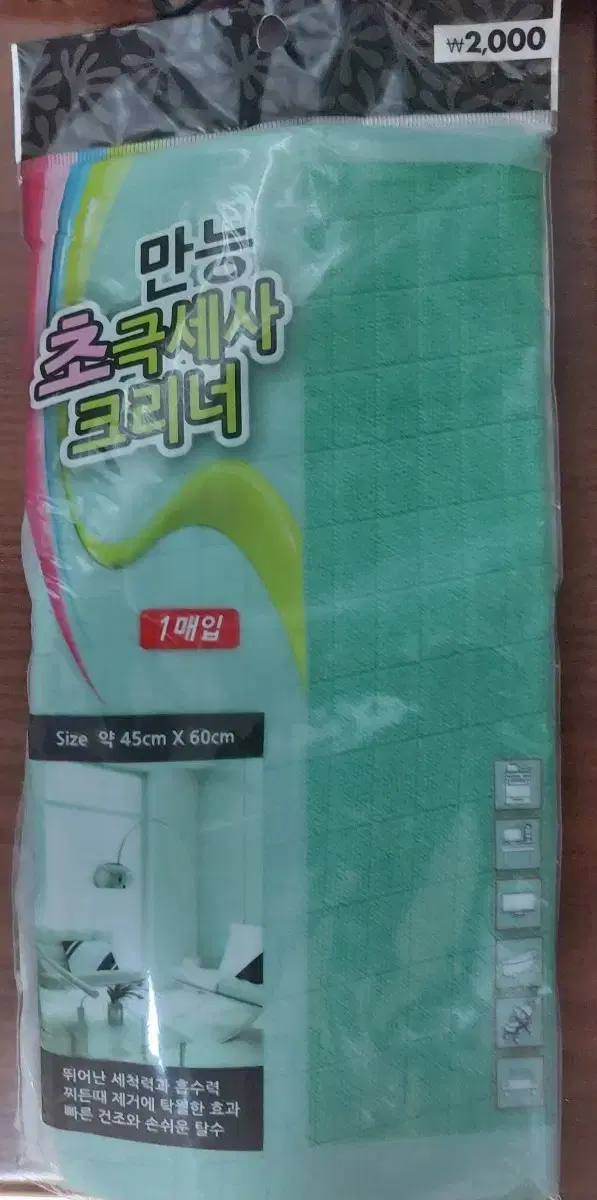 ₩2,000
만능
초극세사
크리너
1매입
Size 약 45cm X 60cm
뛰어난 세척력과 흡수력
찌든때 제거에 탁월한 효과
빠른 건조와 손쉬운 탈수